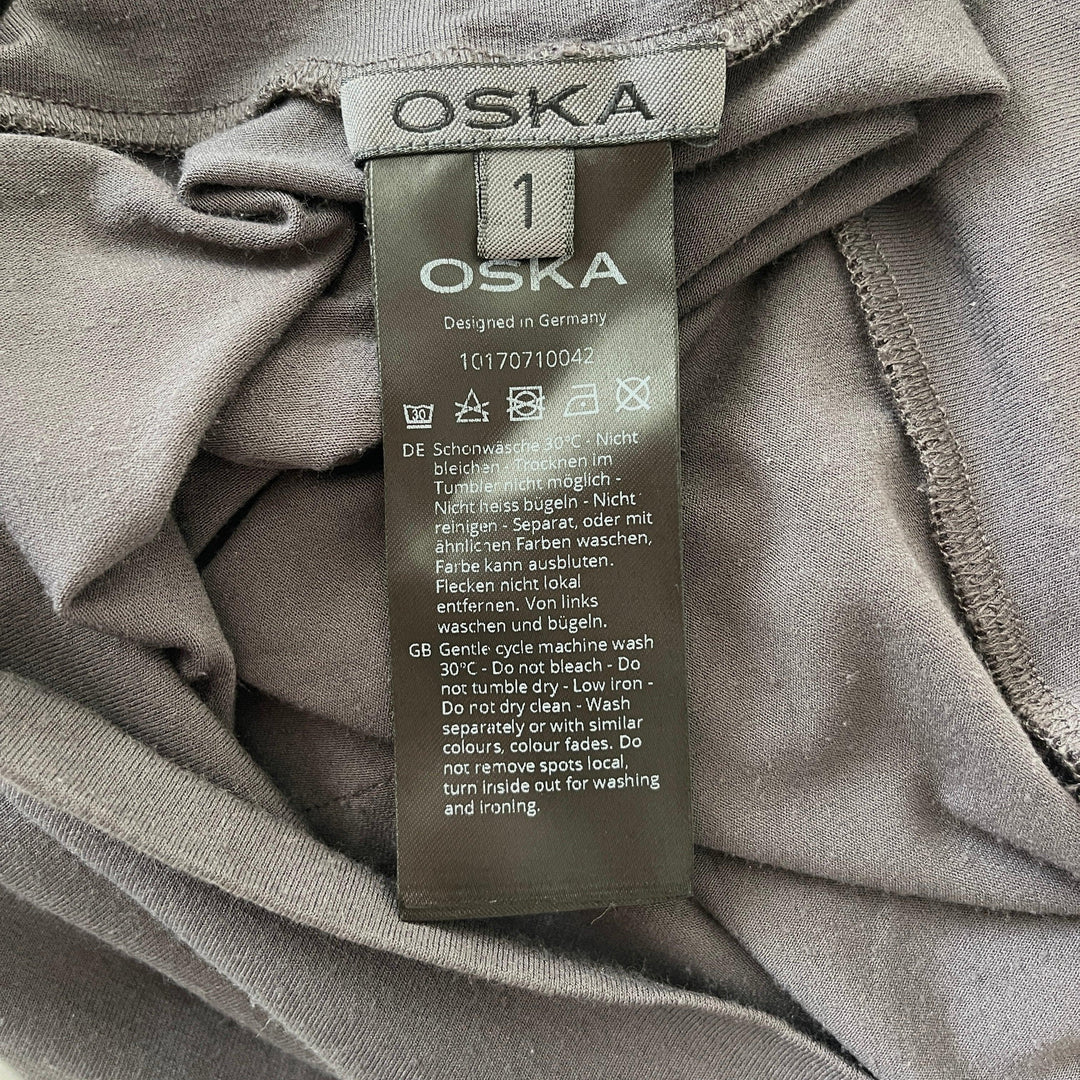 OSKA
1
OSKA
Designed in Germany
10170710042
30
DE Schonwäsche 30°C - Nicht
bleichen - Trocknen im
Tumbler nicht möglich -
Nicht heiss bügeln - Nicht
reinigen - Separat, oder mit
ähnlichen Farben waschen,
Farbe kann ausbluten.
Flecken nicht lokal
entfernen. Von links
waschen und bügeln.
GB Gentle cycle machine wash
30°C - Do not bleach - Do
not tumble dry - Low iron -
Do not dry clean - Wash
separately or with similar
colours, colour fades. Do
not remove spots local,
turn inside out for washing
and ironing.